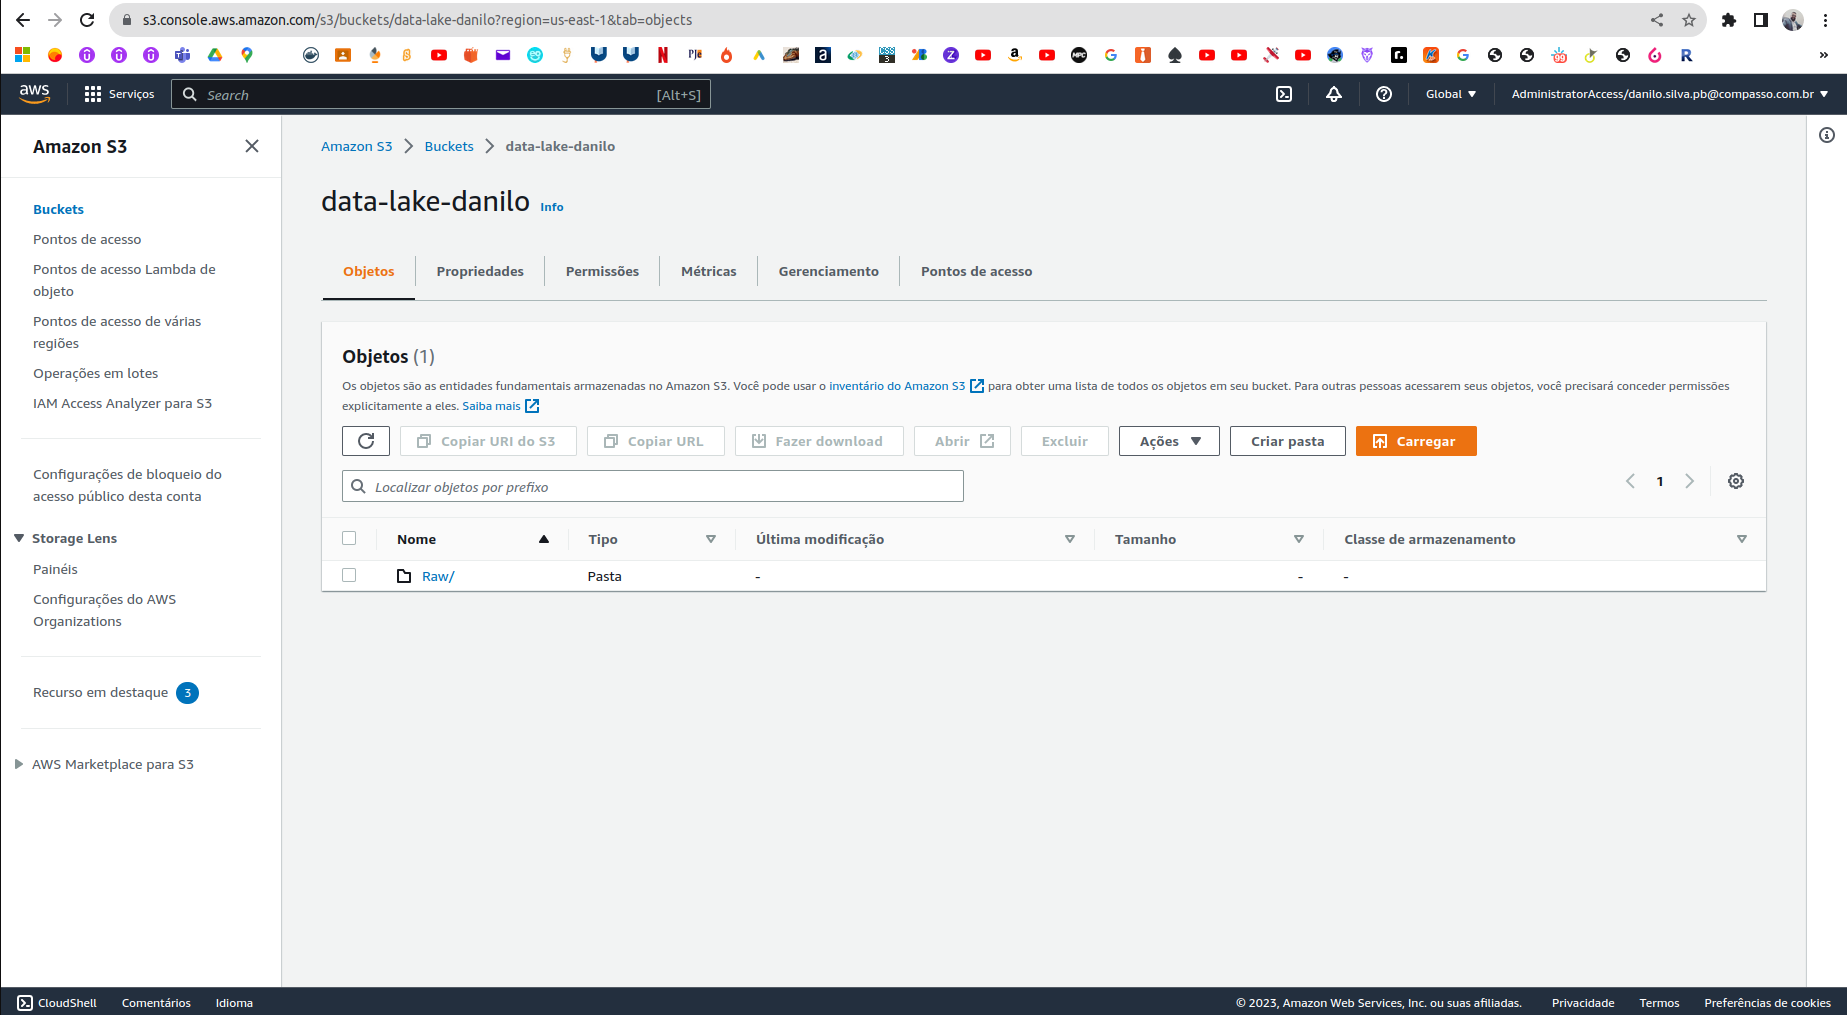 s3.console.aws.amazon.com/s3/buckets/data-lake-danilo?region=us-east-1&tab=objects
aws
Serviços
Search
[Alt+S]
Global
AdministratorAccess/danilo.silva.pb@compasso.com.br
Amazon S3
Buckets
Pontos de acesso
Pontos de acesso Lambda de
objeto
Pontos de acesso de várias
regiões
Operações em lotes
IAM Access Analyzer para S3
Configurações de bloqueio do
acesso público desta conta
Storage Lens
Painéis
Configurações do AWS
Organizations
Recurso em destaque 3
AWS Marketplace para S3
Amazon S3 > Buckets > data-lake-danilo
data-lake-danilo Info
Objetos
Propriedades
Permissões
Métricas
Gerenciamento
Pontos de acesso
Objetos (1)
Os objetos são as entidades fundamentais armazenadas no Amazon S3. Você pode usar o inventário do Amazon S3 para obter uma lista de todos os objetos em seu bucket. Para outras pessoas acessarem seus objetos, você precisará conceder permissões
explicitamente a eles. Saiba mais
Copiar URI do S3
Copiar URL
Fazer download
Abrir
Excluir
Ações
Criar pasta
Carregar
Localizar objetos por prefixo
1
Nome
Tipo
Última modificação
Tamanho
Classe de armazenamento
Raw/
Pasta
-
-
-
CloudShell
Comentários
Idioma
© 2023, Amazon Web Services, Inc. ou suas afiliadas.
Privacidade
Termos
Preferências de cookies